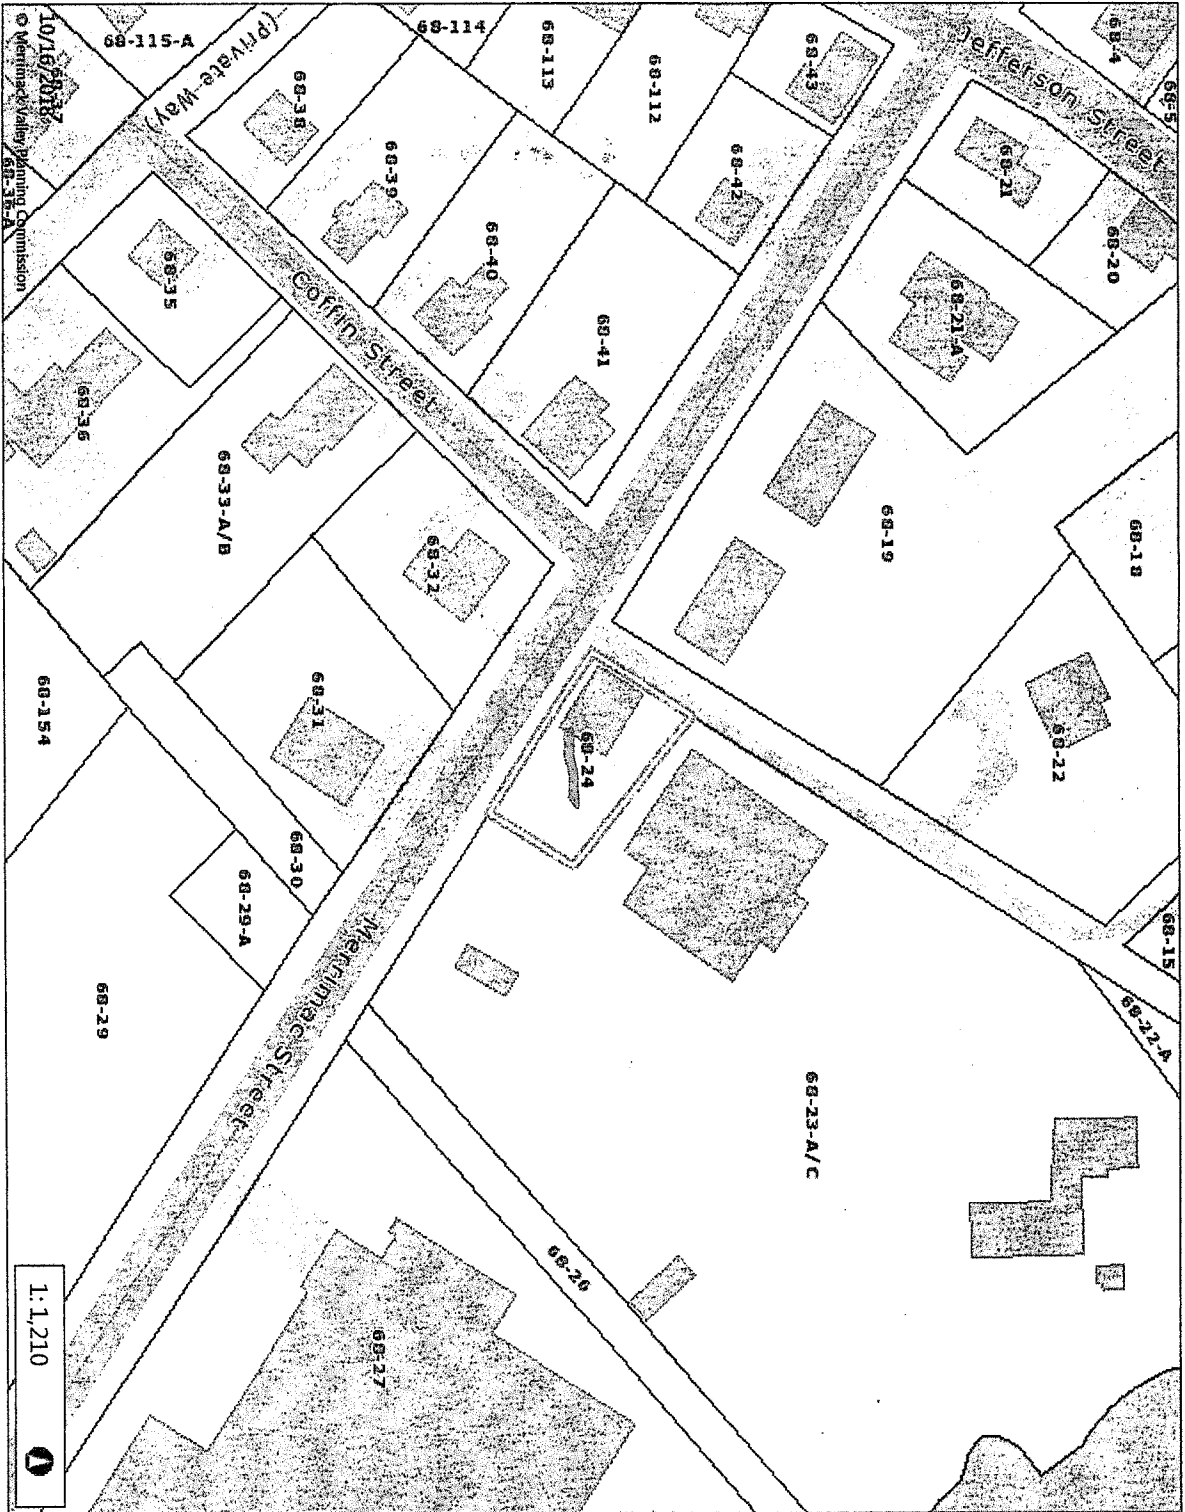 Jefferson Street
68-4
68-5
68-43
68-113
68-114
68-115-A
(Private Way)
68-112
68-38
68-42
68-21
68-39
68-20
68-40
68-35
Coffin Street
68-21-A
68-41
68-36
68-33-A/B
68-19
68-18
68-32
68-31
68-154
68-24
68-22
68-30
68-29-A
68-15
68-22-A
68-29
Merrimac Street
68-23-A/C
68-26
68-27
68-37
68-36-A
10/16/2018
© Merrimack Valley Planning Commission
1: 1,210